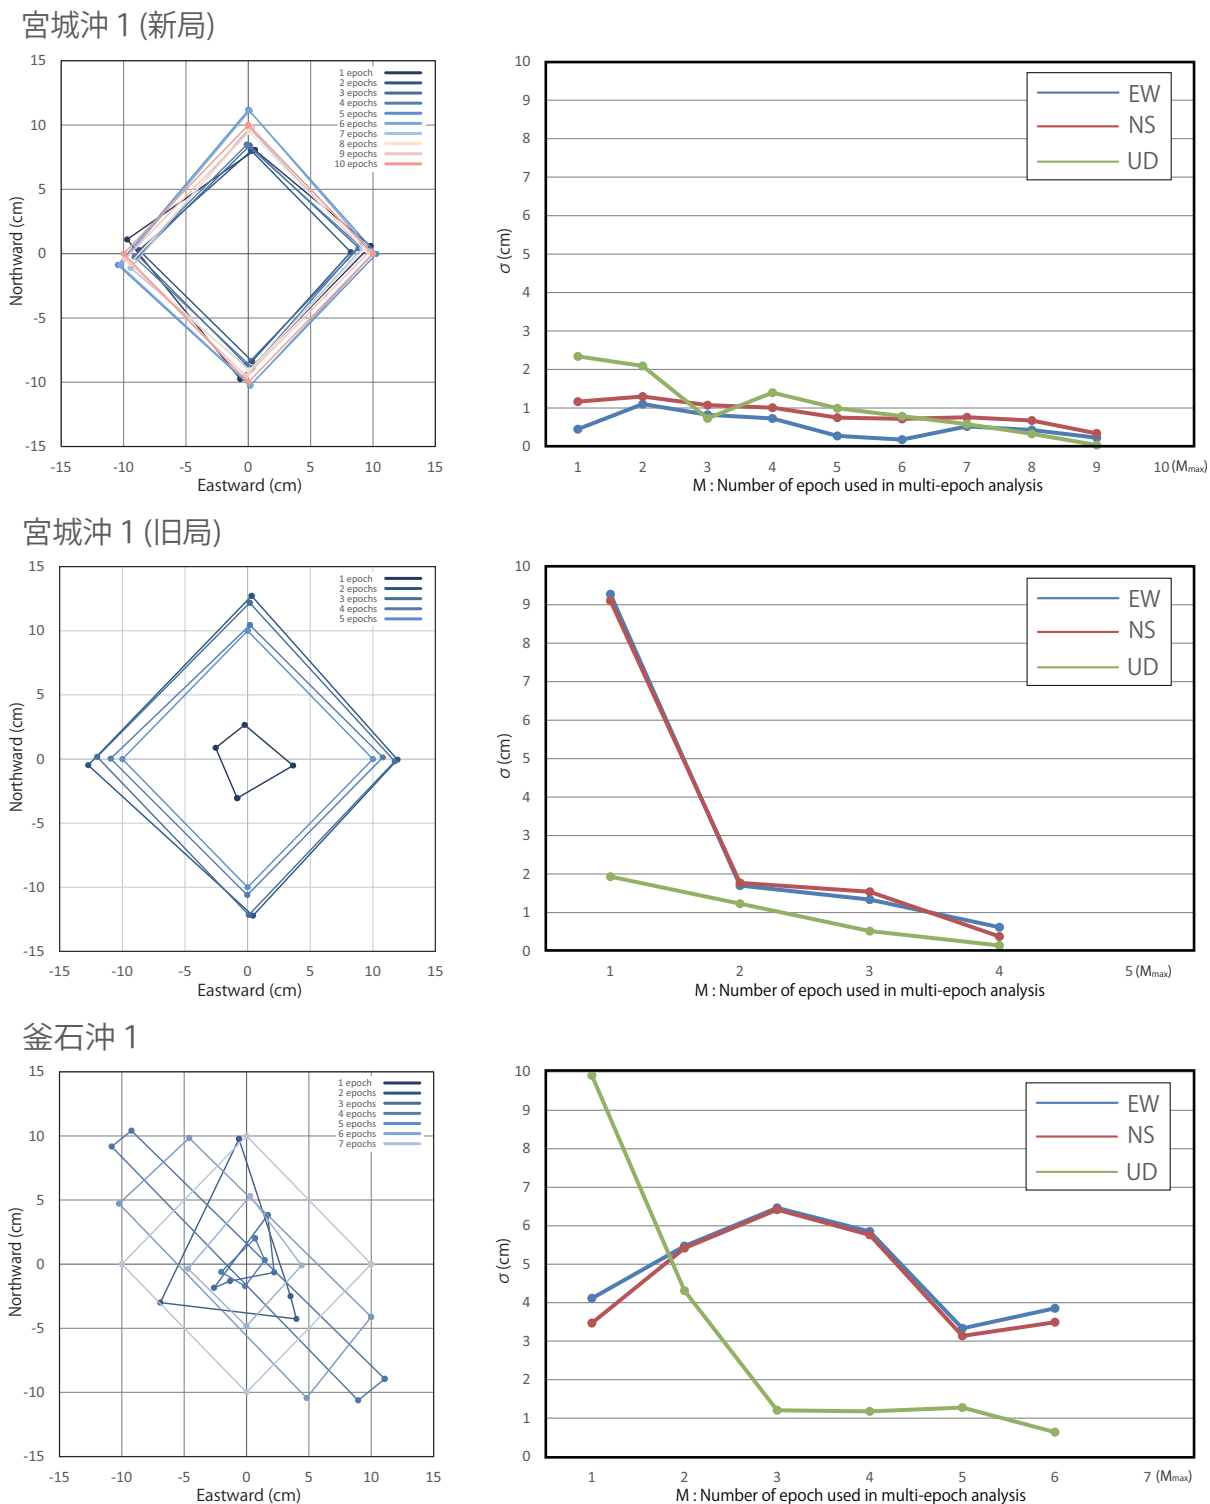 宮城沖 1 (新局)
15
10
5
0
-5
-10
-15
Northward (cm)
-15 -10 -5 0 5 10 15
Eastward (cm)
1 epoch
2 epochs
3 epochs
4 epochs
5 epochs
6 epochs
7 epochs
8 epochs
9 epochs
10 epochs
10
9
8
7
6
5
4
3
2
1
0
σ (cm)
EW
NS
UD
1 2 3 4 5 6 7 8 9 10 (Mmax)
M : Number of epoch used in multi-epoch analysis
宮城沖 1 (旧局)
15
10
5
0
-5
-10
-15
Northward (cm)
-15 -10 -5 0 5 10 15
Eastward (cm)
1 epoch
2 epochs
3 epochs
4 epochs
5 epochs
10
9
8
7
6
5
4
3
2
1
0
σ (cm)
EW
NS
UD
1 2 3 4 5 (Mmax)
M : Number of epoch used in multi-epoch analysis
釜石沖 1
15
10
5
0
-5
-10
-15
Northward (cm)
-15 -10 -5 0 5 10 15
Eastward (cm)
1 epoch
2 epochs
3 epochs
4 epochs
5 epochs
6 epochs
7 epochs
10
9
8
7
6
5
4
3
2
1
0
σ (cm)
EW
NS
UD
1 2 3 4 5 6 7 (Mmax)
M : Number of epoch used in multi-epoch analysis